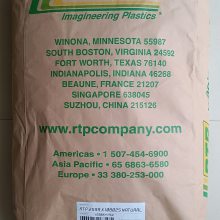 Imagineering Plastics®
WINONA, MINNESOTA 55987
SOUTH BOSTON, VIRGINIA 24592
FORT WORTH, TEXAS 76140
INDIANAPOLIS, INDIANA 46268
BEAUNE, FRANCE 21207
SINGAPORE 638045
SUZHOU, CHINA 215126
rtpcompany.com
Americas • 1 507-454-6900
Asia Pacific • 65 6863-6580
Europe • 33 380-253-000
NATURAL